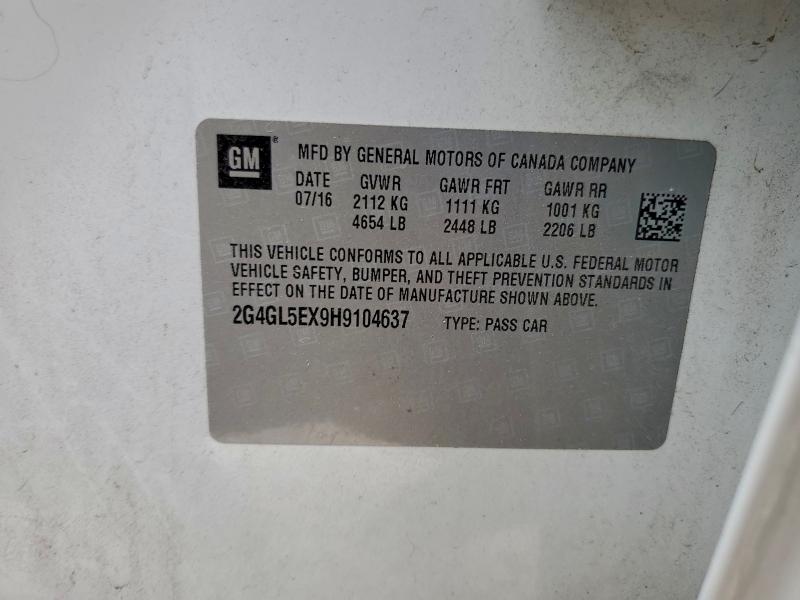 GM ® MFD BY GENERAL MOTORS OF CANADA COMPANY
DATE GVWR GAWR FRT GAWR RR
07/16 2112 KG 1111 KG 1001 KG
4654 LB 2448 LB 2206 LB
THIS VEHICLE CONFORMS TO ALL APPLICABLE U.S. FEDERAL MOTOR
VEHICLE SAFETY, BUMPER, AND THEFT PREVENTION STANDARDS IN
EFFECT ON THE DATE OF MANUFACTURE SHOWN ABOVE.
2G4GL5EX9H9104637 TYPE: PASS CAR